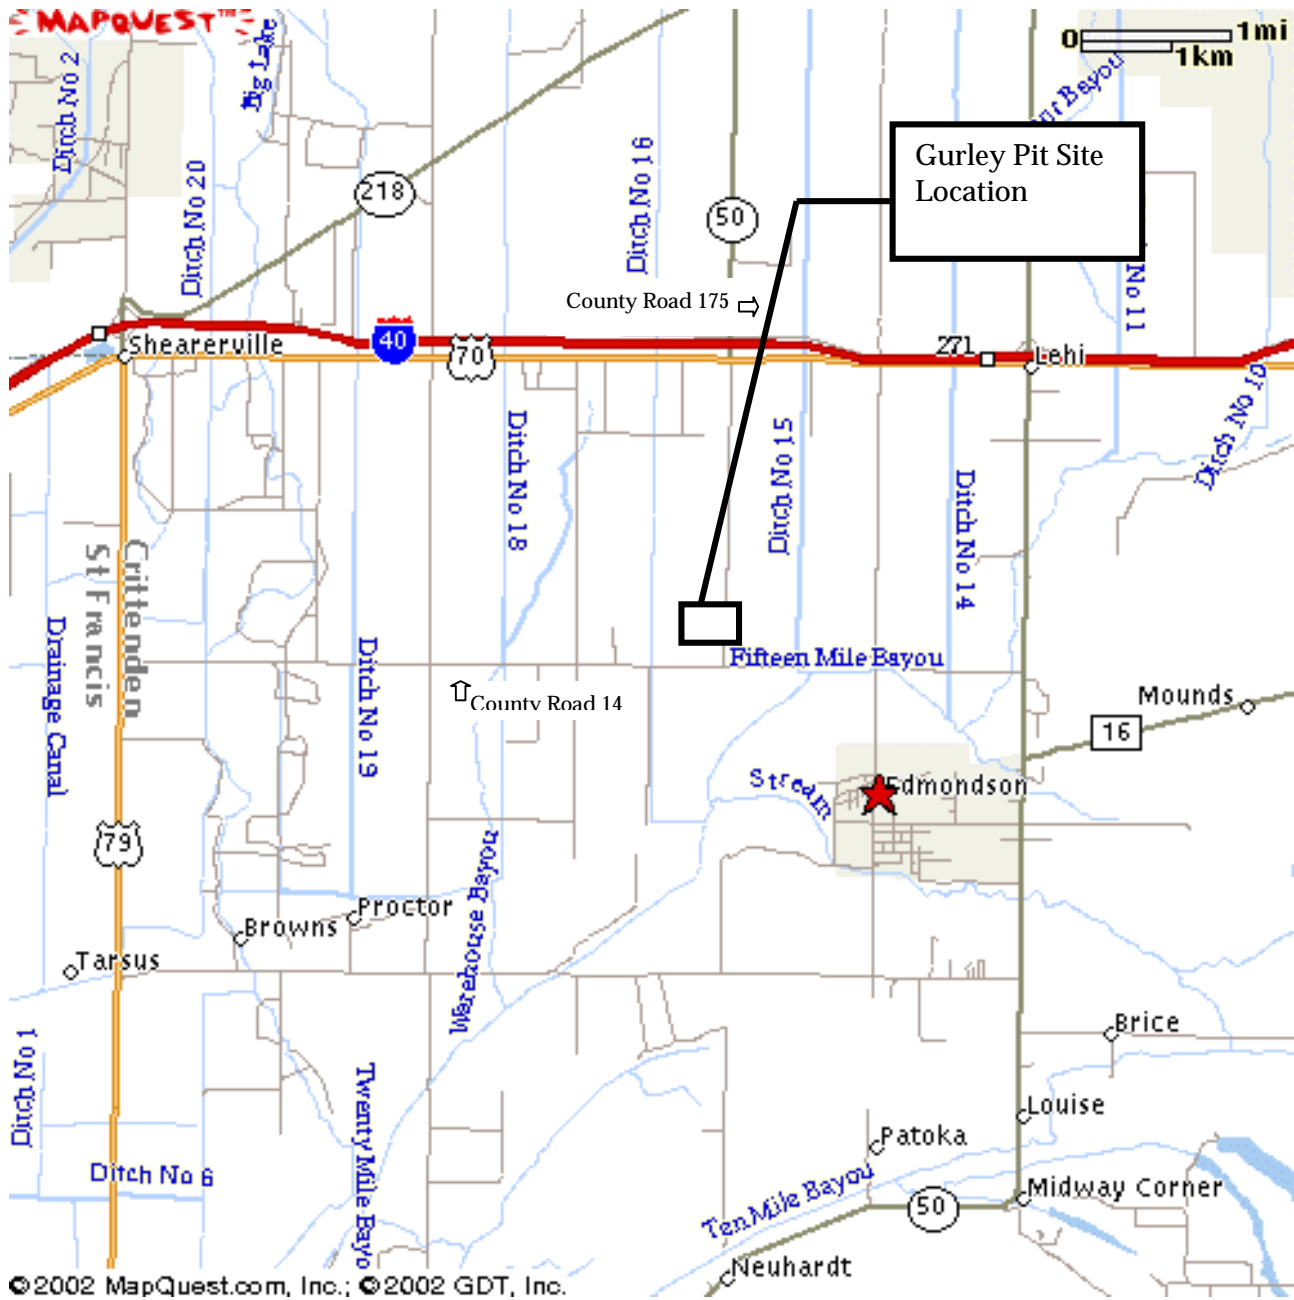 MAPQUEST™
0
1mi
1km
Ditch No 2
Big Lake
Ditch No 20
218
Ditch No 16
50
Gurley Pit Site
Location
Bayou
No 11
County Road 175
40
70
271
Lehi
Shearerville
Ditch No 10
Ditch No 18
Ditch No 15
Ditch No 14
Crittenden
St Francis
Drainage Canal
Ditch No 19
Fifteen Mile Bayou
County Road 14
Mounds
16
Stream
Edmondson
79
Warehouse Bayou
Proctor
Browns
Tarsus
Brice
Ditch No 1
Twenty Mile Bayo
Louise
Patoka
Ditch No 6
Ten Mile Bayou
Midway Corner
50
Neuhardt
©2002 MapQuest.com, Inc.; ©2002 GDT, Inc.